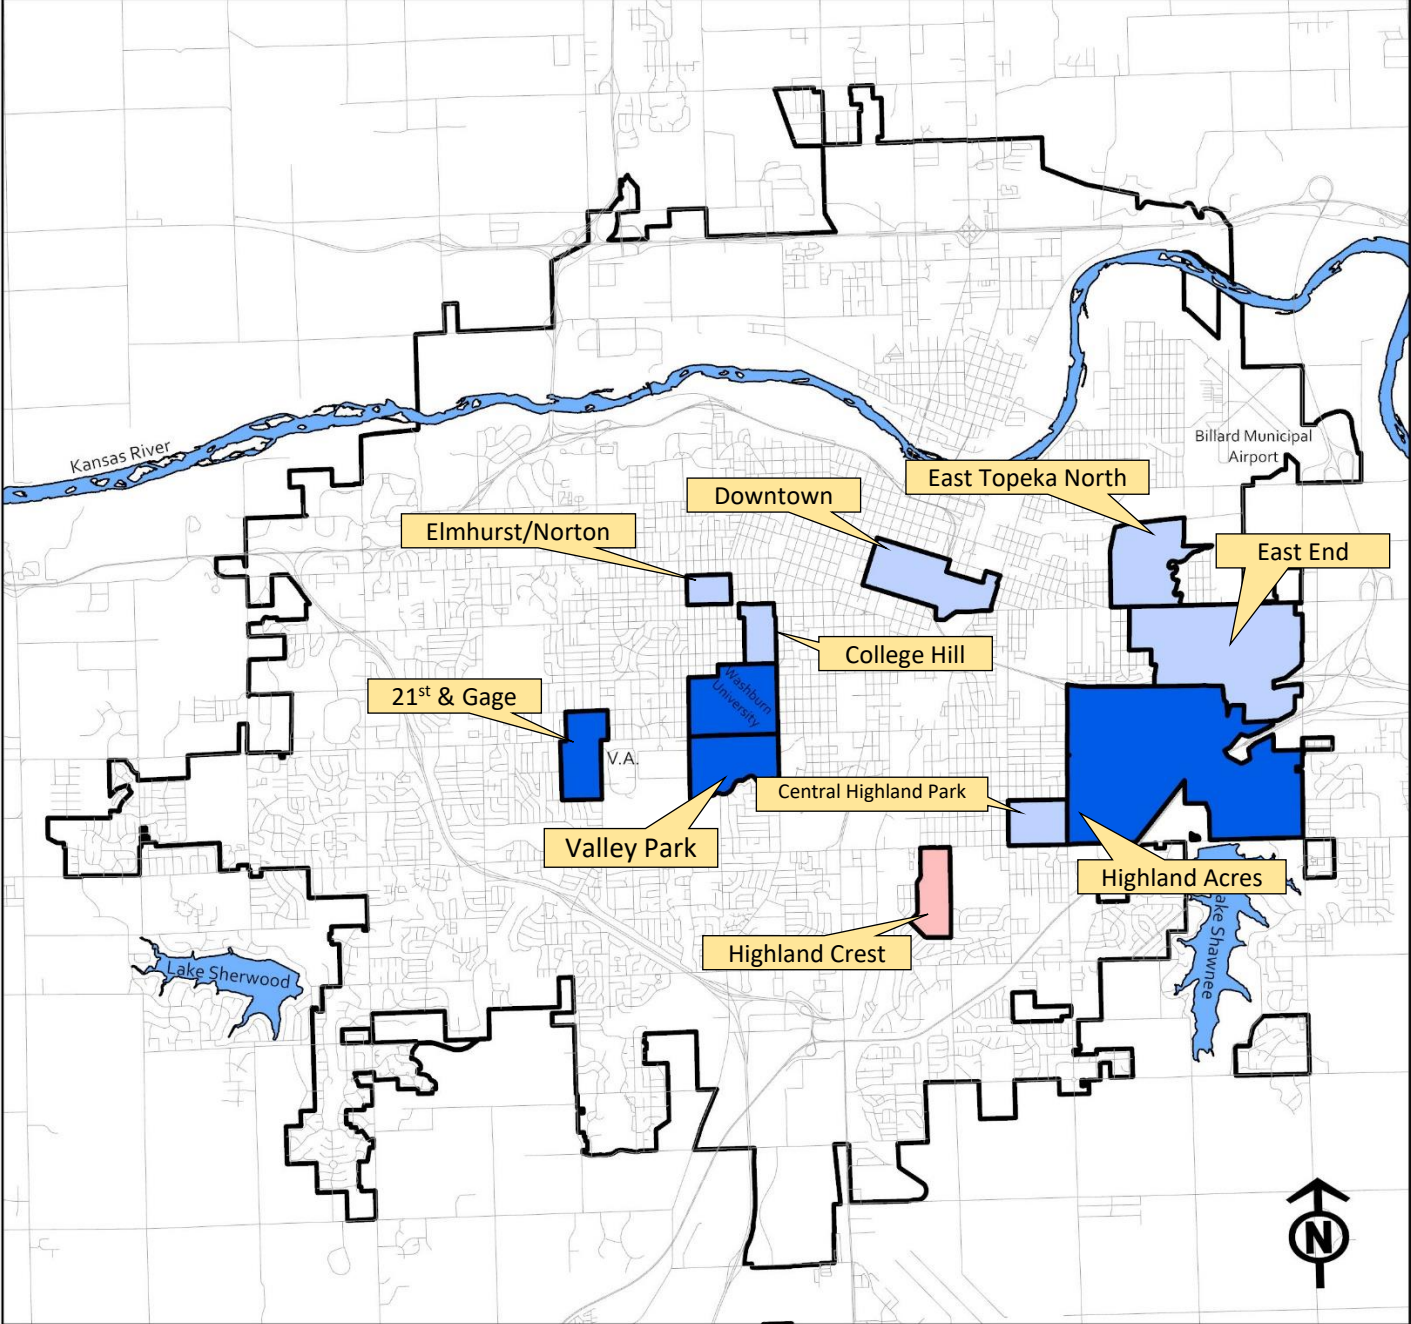 Kansas River
Billard Municipal
Airport
East Topeka North
Downtown
Elmhurst/Norton
East End
College Hill
Washburn
University
21st & Gage
V.A.
Central Highland Park
Valley Park
Highland Acres
Lake Shawnee
Highland Crest
Lake Sherwood
N